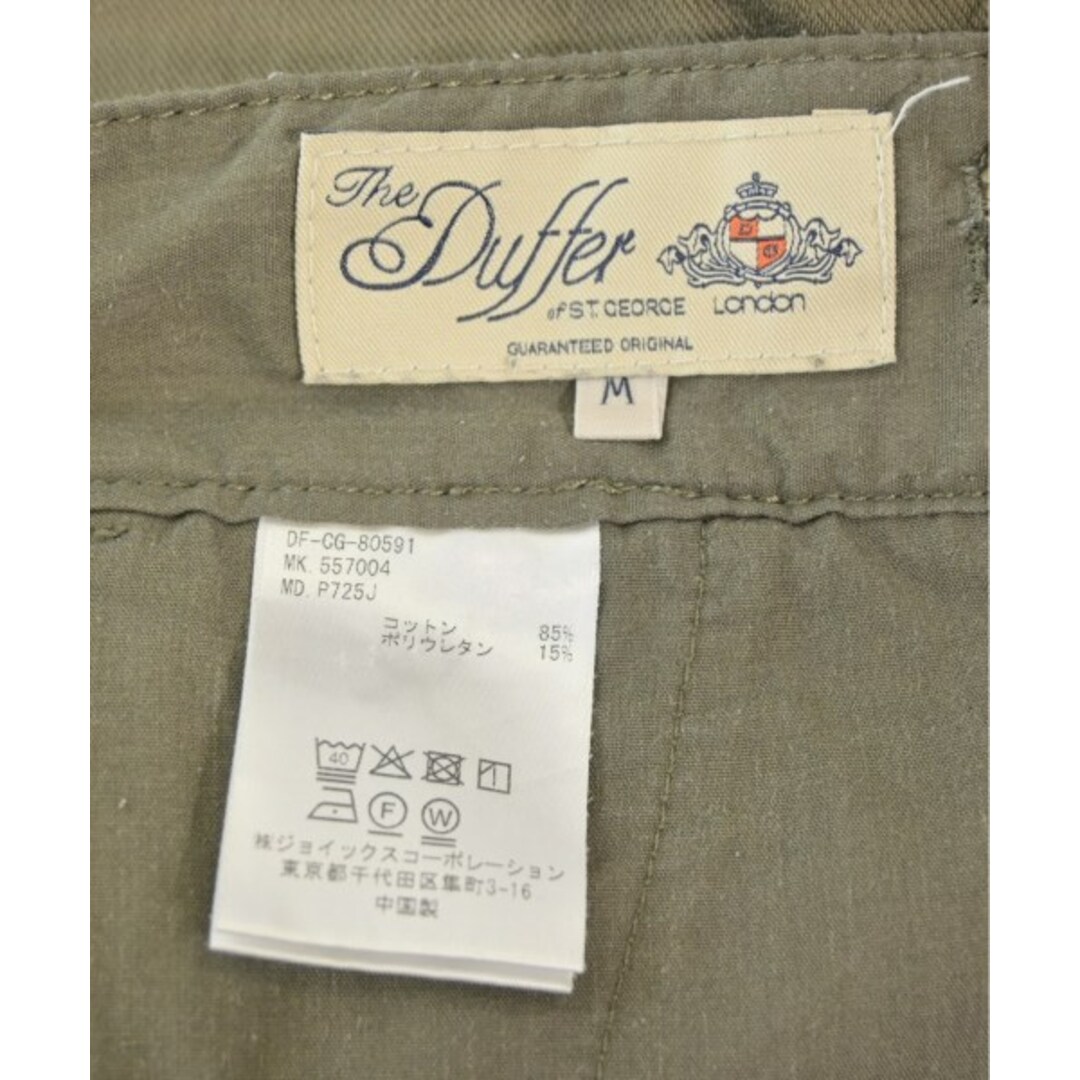 The
Duffer
of ST. GEORGE London
GUARANTEED ORIGINAL
M
DF-CG-80591
MK. 557004
MD. P725J
コットン 85%
ポリウレタン 15%
40
F W
㈱ジョイックスコーポレーション
東京都千代田区隼町3-16
中国製